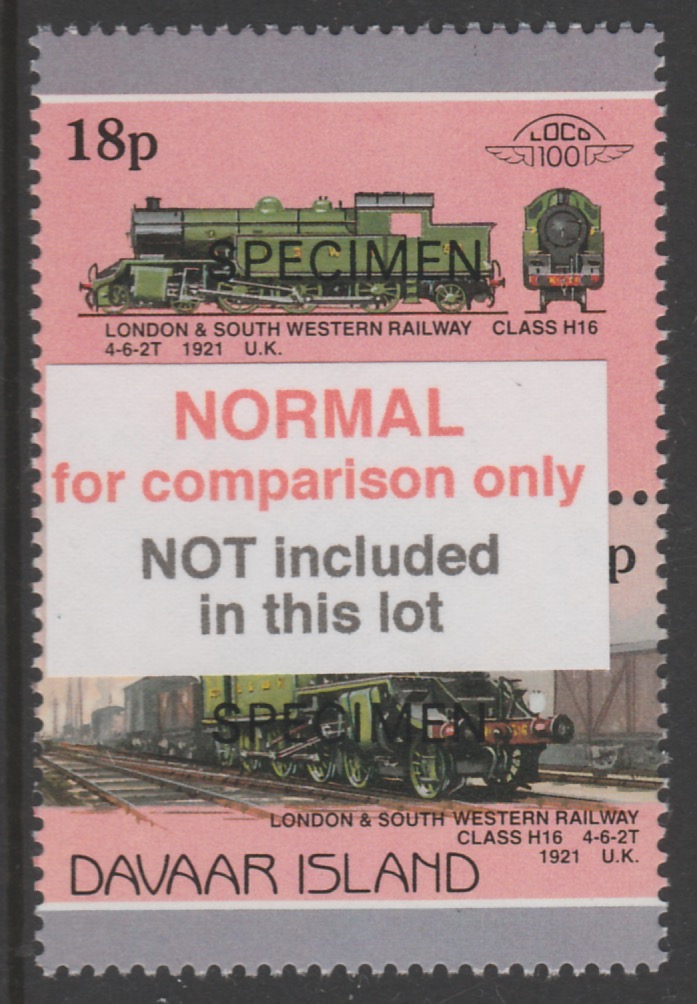 18p
LOCO
100
SPECIMEN
LONDON & SOUTH WESTERN RAILWAY CLASS H16
4-6-2T 1921 U.K.
NORMAL
for comparison only
NOT included
in this lot
p
SPECIMEN
LONDON & SOUTH WESTERN RAILWAY
CLASS H16 4-6-2T
1921 U.K.
DAVAAR ISLAND